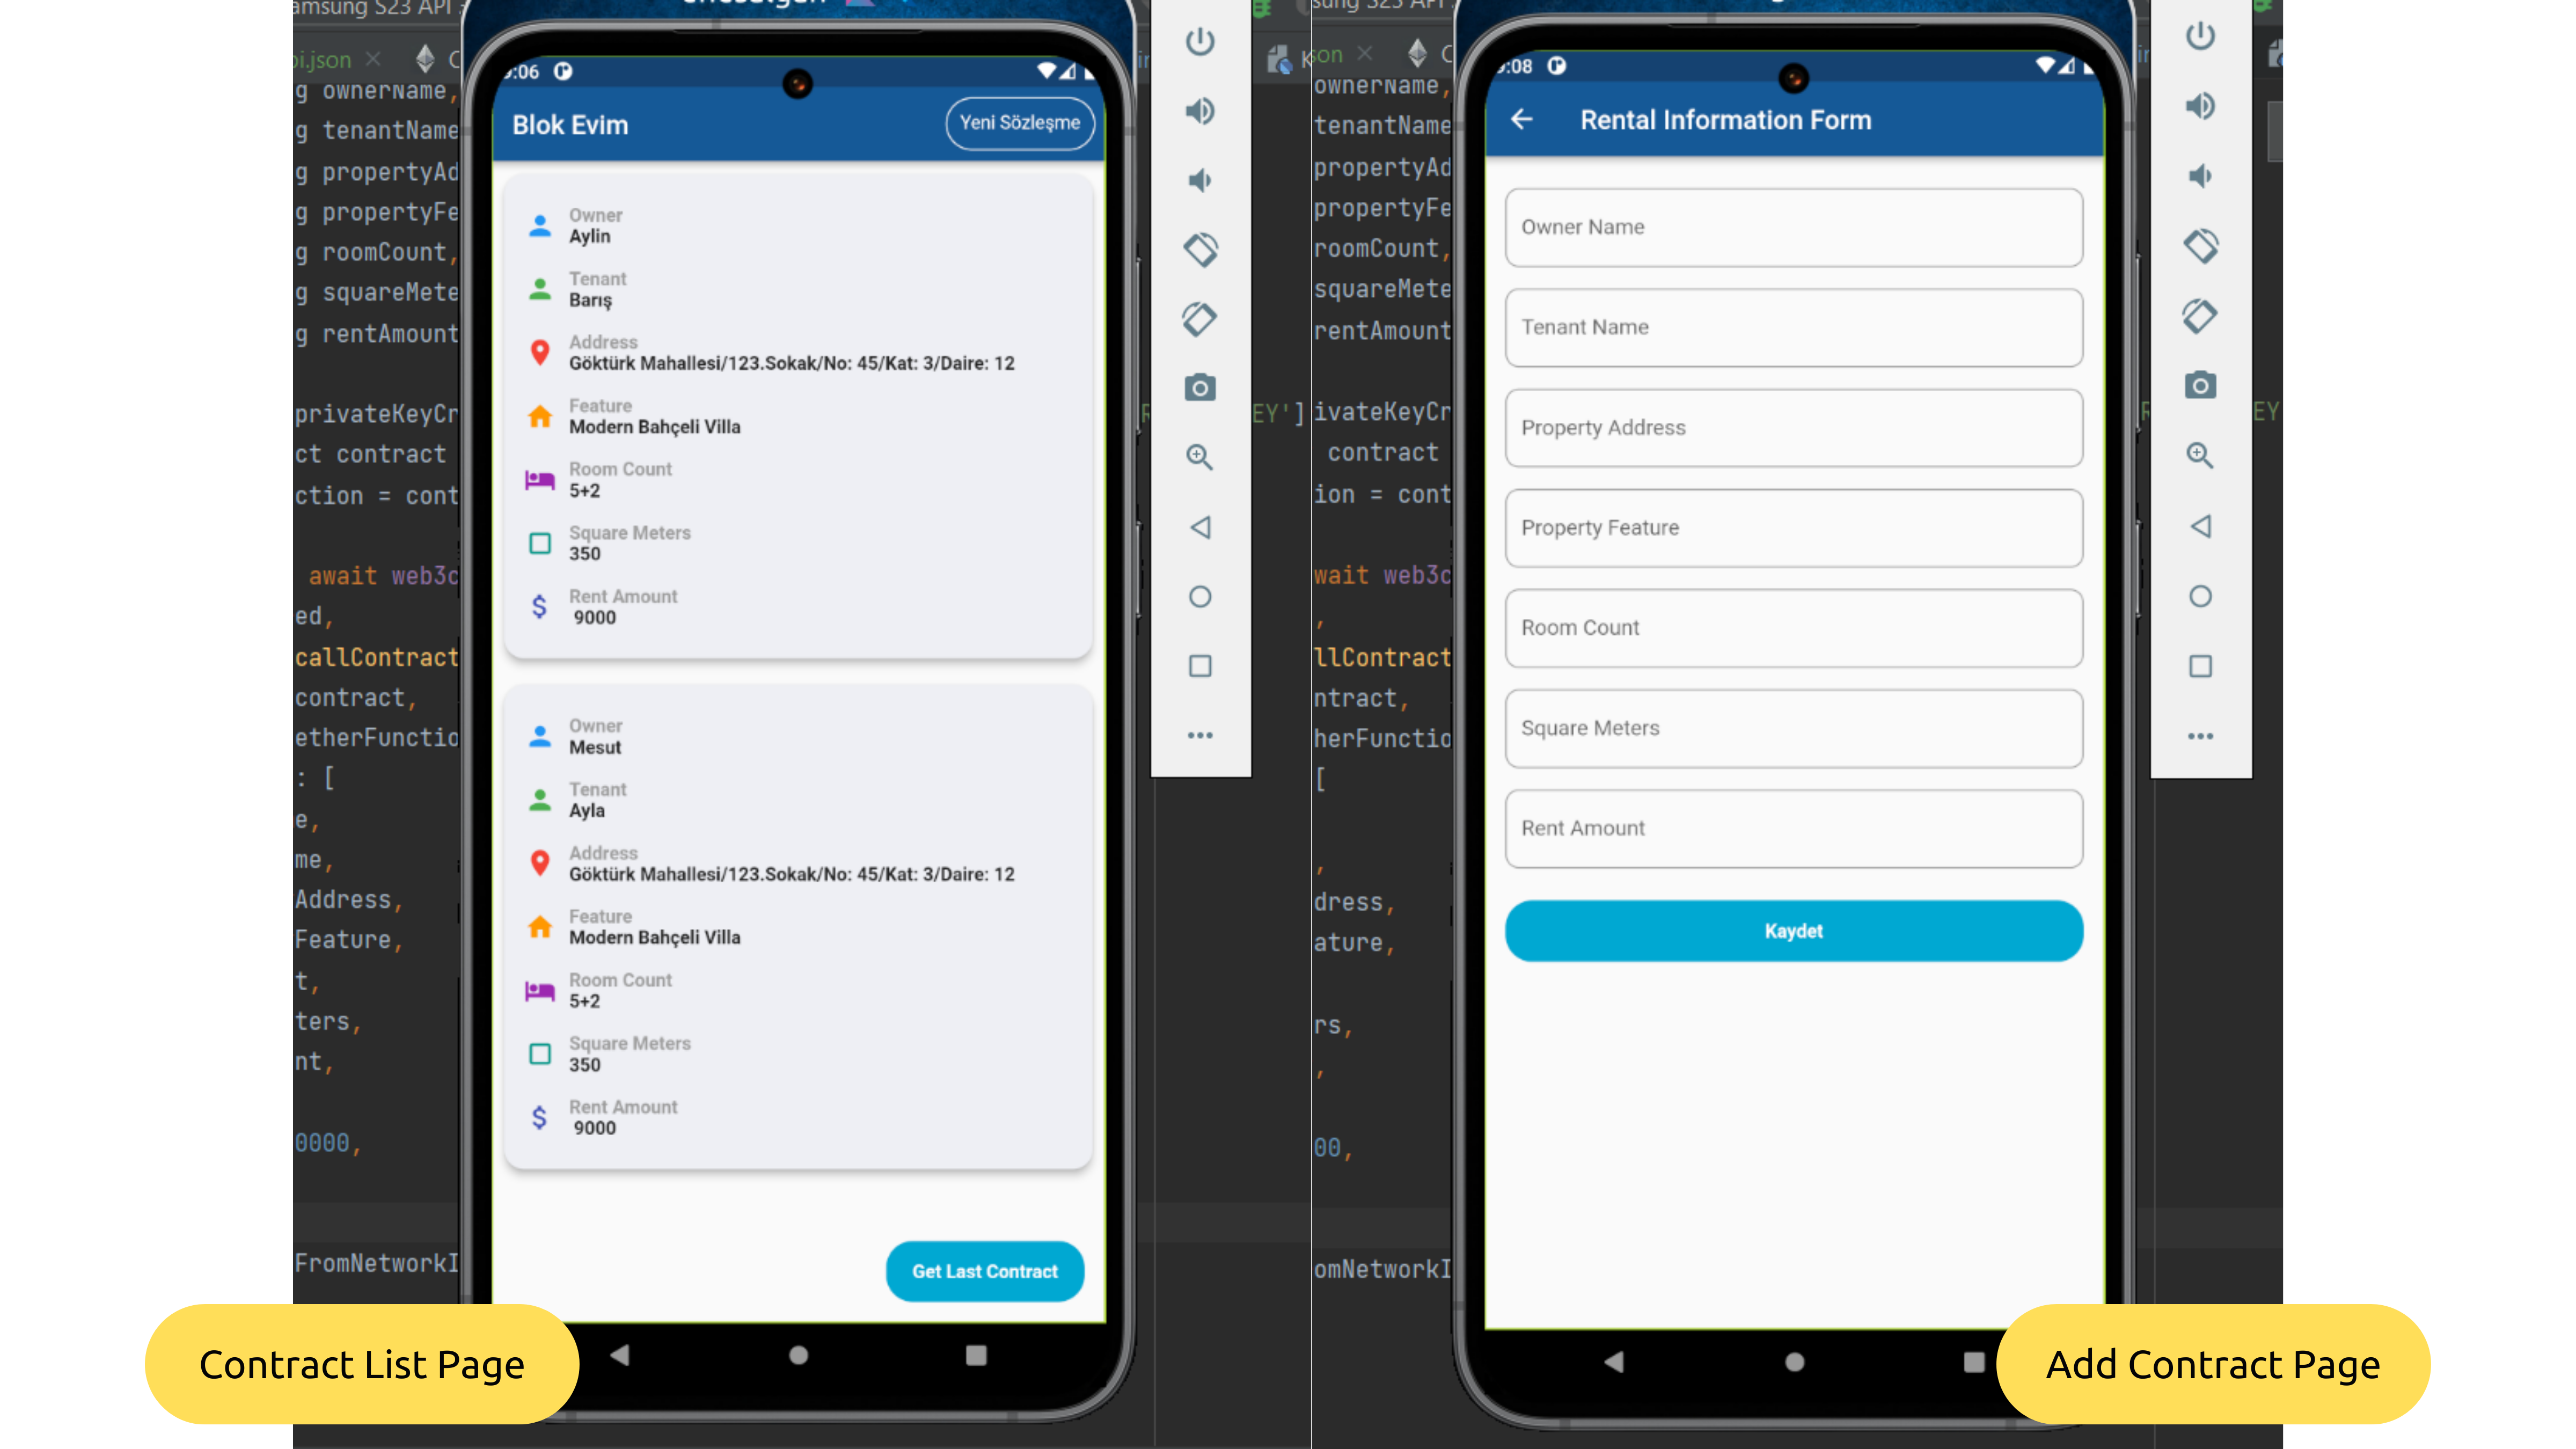 amsung S23 API
pi.json
g ownerName,
g tenantName
g propertyAd
g propertyFe
g roomCount,
g squareMete
g rentAmount
privateKeyCr
ct contract
ction = cont
await web3c
ed,
callContract
contract,
etherFunctio
: [
e,
me,
Address,
Feature,
t,
ters,
nt,
0000,
FromNetworkI
:06
Blok Evim
Yeni Sözleşme
Owner
Aylin
Tenant
Barış
Address
Göktürk Mahallesi/123.Sokak/No: 45/Kat: 3/Daire: 12
Feature
Modern Bahçeli Villa
Room Count
5+2
Square Meters
350
Rent Amount
9000
Owner
Mesut
Tenant
Ayla
Address
Göktürk Mahallesi/123.Sokak/No: 45/Kat: 3/Daire: 12
Feature
Modern Bahçeli Villa
Room Count
5+2
Square Meters
350
Rent Amount
9000
Get Last Contract
EY']
Contract List Page
son
ownerName,
tenantName
propertyAd
propertyFe
roomCount,
squareMete
rentAmount
ivateKeyCr
contract
ion = cont
wait web3c
,
llContract
ntract,
herFunctio
[
,
dress,
ature,
rs,
,
00,
omNetworkI
9:08
Rental Information Form
Owner Name
Tenant Name
Property Address
Property Feature
Room Count
Square Meters
Rent Amount
Kaydet
EY
Add Contract Page